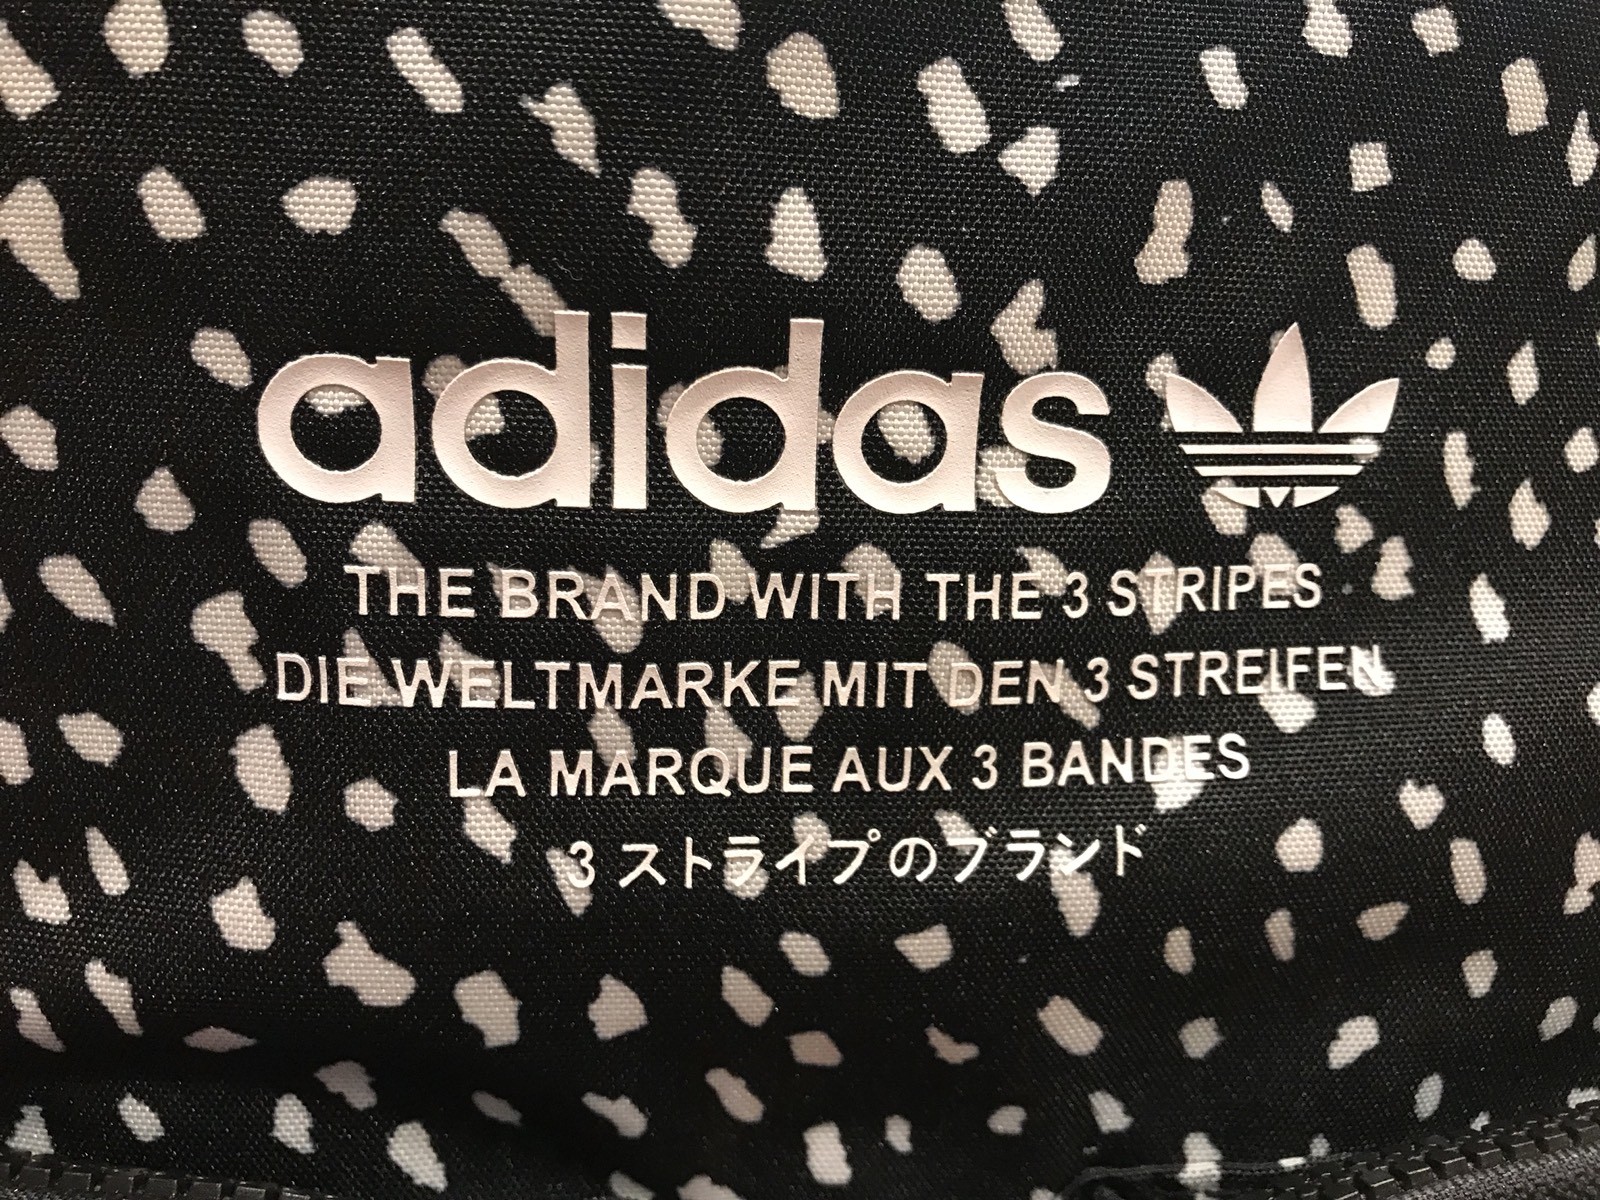 adidas
THE BRAND WITH THE 3 STRIPES
DIE WELTMARKE MIT DEN 3 STREIFEN
LA MARQUE AUX 3 BANDES
3 ストライプのブランド